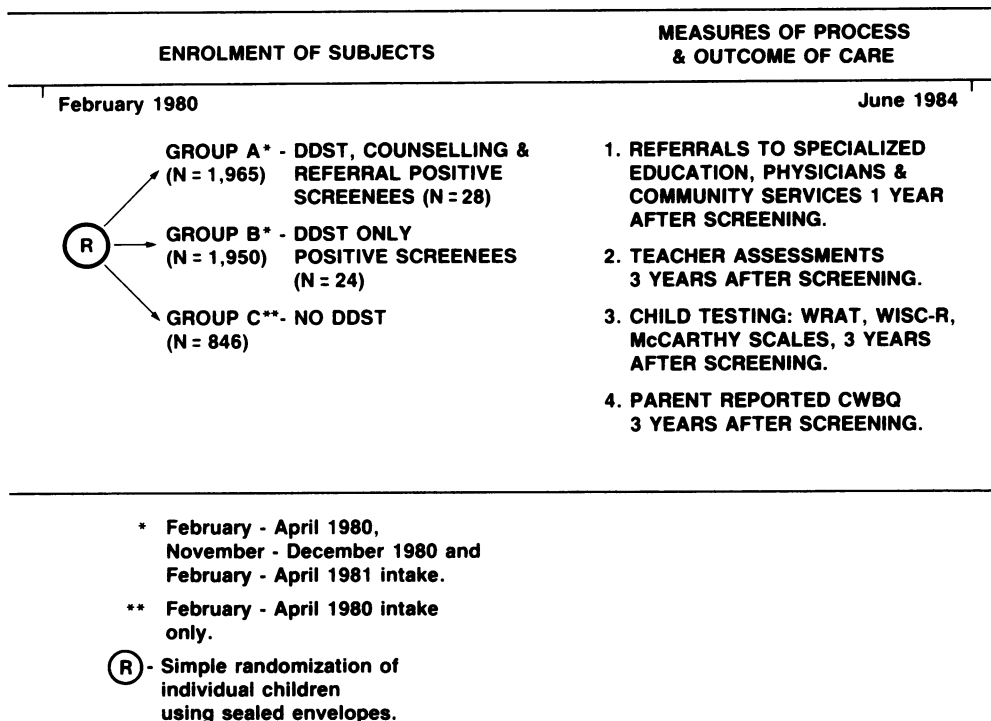 ENROLMENT OF SUBJECTS
MEASURES OF PROCESS
& OUTCOME OF CARE
February 1980
June 1984
R
GROUP A* - DDST, COUNSELLING &
(N = 1,965) REFERRAL POSITIVE
SCREENEES (N = 28)
GROUP B* - DDST ONLY
(N = 1,950) POSITIVE SCREENEES
(N = 24)
GROUP C**- NO DDST
(N = 846)
1. REFERRALS TO SPECIALIZED
EDUCATION, PHYSICIANS &
COMMUNITY SERVICES 1 YEAR
AFTER SCREENING.
2. TEACHER ASSESSMENTS
3 YEARS AFTER SCREENING.
3. CHILD TESTING: WRAT, WISC-R,
McCARTHY SCALES, 3 YEARS
AFTER SCREENING.
4. PARENT REPORTED CWBQ
3 YEARS AFTER SCREENING.
* February - April 1980,
November - December 1980 and
February - April 1981 intake.
** February - April 1980 intake
only.
R - Simple randomization of
individual children
using sealed envelopes.